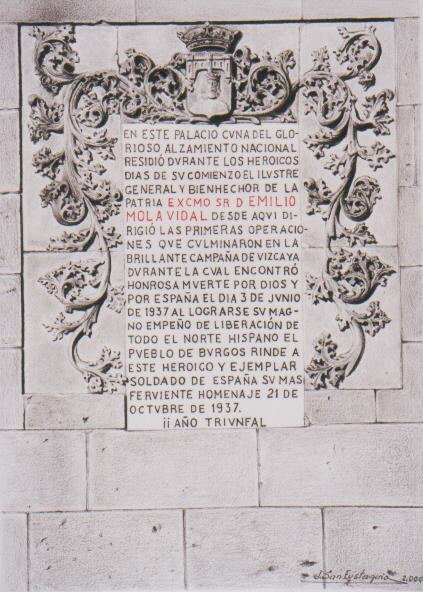 EN ESTE PALACIO CVNA DEL GLO-
RIOSO ALZAMIENTO NACIONAL
RESIDIÓ DVRANTE LOS HEROICOS
DIAS DE SV COMIENZO EL ILVSTRE
GENERAL Y BIENHECHOR DE LA
PATRIA EXCMO SR D EMILIO
MOLA VIDAL DESDE AQVI DI-
RIGIÓ LAS PRIMERAS OPERACIO-
NES QVE CVLMINARON EN LA
BRILLANTE CAMPAÑA DE VIZCAYA
DVRANTE LA CVAL ENCONTRÓ
HONROSA MVERTE POR DIOS Y
POR ESPAÑA EL DIA 3 DE JVNIO
DE 1937 AL LOGRARSE SV MAG-
NO EMPEÑO DE LIBERACIÓN DE
TODO EL NORTE HISPANO EL
PVEBLO DE BVRGOS RINDE A
ESTE HEROICO Y EJEMPLAR
SOLDADO DE ESPAÑA SV MAS
FERVIENTE HOMENAJE 21 DE
OCTVBRE DE 1937.
II AÑO TRIVNFAL
J. San Eustaquio 2.000